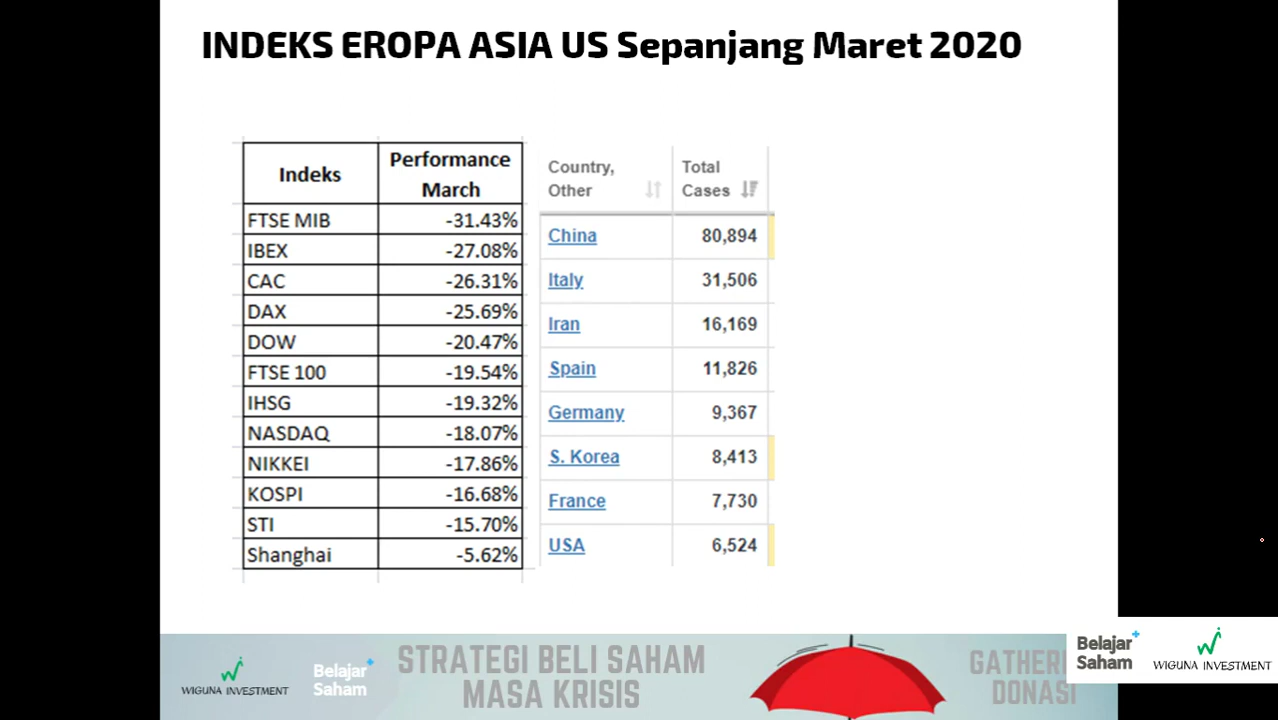 INDEKS EROPA ASIA US Sepanjang Maret 2020
Indeks Performance March
FTSE MIB -31.43%
IBEX -27.08%
CAC -26.31%
DAX -25.69%
DOW -20.47%
FTSE 100 -19.54%
IHSG -19.32%
NASDAQ -18.07%
NIKKEI -17.86%
KOSPI -16.68%
STI -15.70%
Shanghai -5.62%
Country, Other Total Cases
China 80,894
Italy 31,506
Iran 16,169
Spain 11,826
Germany 9,367
S. Korea 8,413
France 7,730
USA 6,524
WIGUNA INVESTMENT
Belajar+
Saham
STRATEGI BELI SAHAM
MASA KRISIS
DONASI
Belajar+
Saham
WIGUNA INVESTMENT